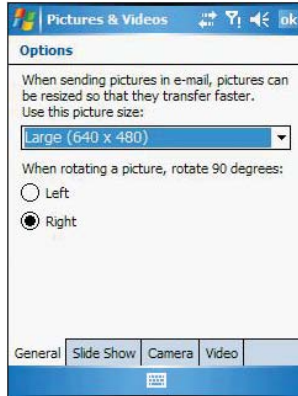 Pictures & Videos ok
Options
When sending pictures in e-mail, pictures can
be resized so that they transfer faster.
Use this picture size:
Large (640 x 480)
When rotating a picture, rotate 90 degrees:
Left
Right
General Slide Show Camera Video